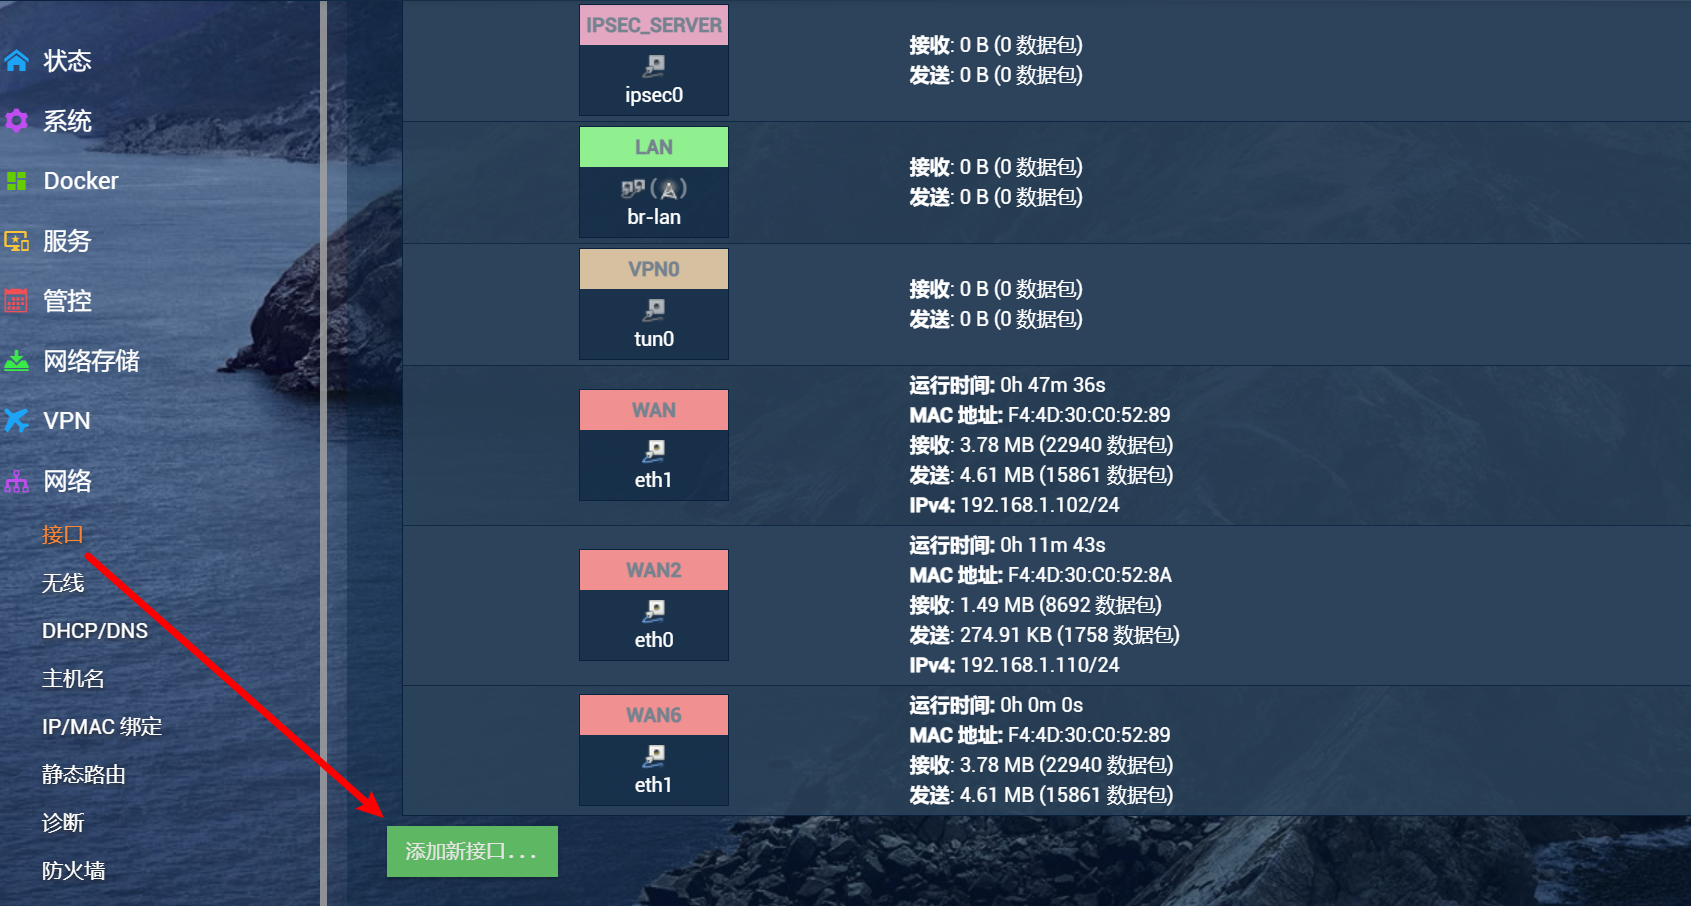 状态
系统
Docker
服务
管控
网络存储
VPN
网络
接口
无线
DHCP/DNS
主机名
IP/MAC 绑定
静态路由
诊断
防火墙
IPSEC_SERVER
ipsec0
接收: 0 B (0 数据包)
发送: 0 B (0 数据包)
LAN
br-lan
接收: 0 B (0 数据包)
发送: 0 B (0 数据包)
VPN0
tun0
接收: 0 B (0 数据包)
发送: 0 B (0 数据包)
WAN
eth1
运行时间: 0h 47m 36s
MAC 地址: F4:4D:30:C0:52:89
接收: 3.78 MB (22940 数据包)
发送: 4.61 MB (15861 数据包)
IPv4: 192.168.1.102/24
WAN2
eth0
运行时间: 0h 11m 43s
MAC 地址: F4:4D:30:C0:52:8A
接收: 1.49 MB (8692 数据包)
发送: 274.91 KB (1758 数据包)
IPv4: 192.168.1.110/24
WAN6
eth1
运行时间: 0h 0m 0s
MAC 地址: F4:4D:30:C0:52:89
接收: 3.78 MB (22940 数据包)
发送: 4.61 MB (15861 数据包)
添加新接口...